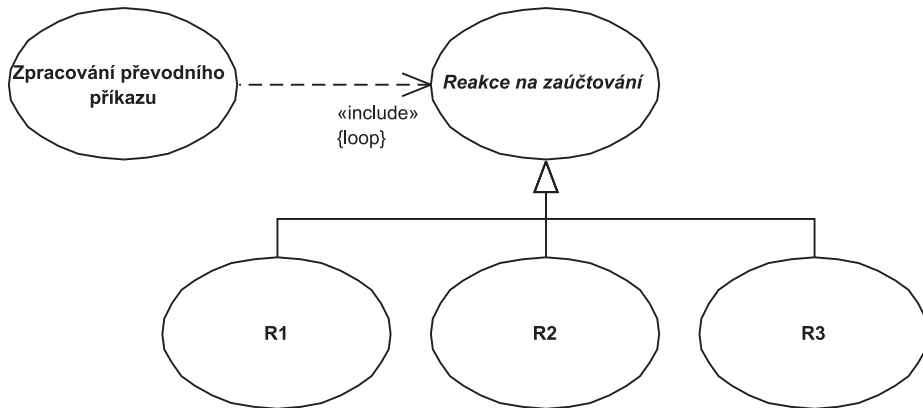 Zpracování převodního
příkazu
Reakce na zaúčtování
«include»
{loop}
R1
R2
R3